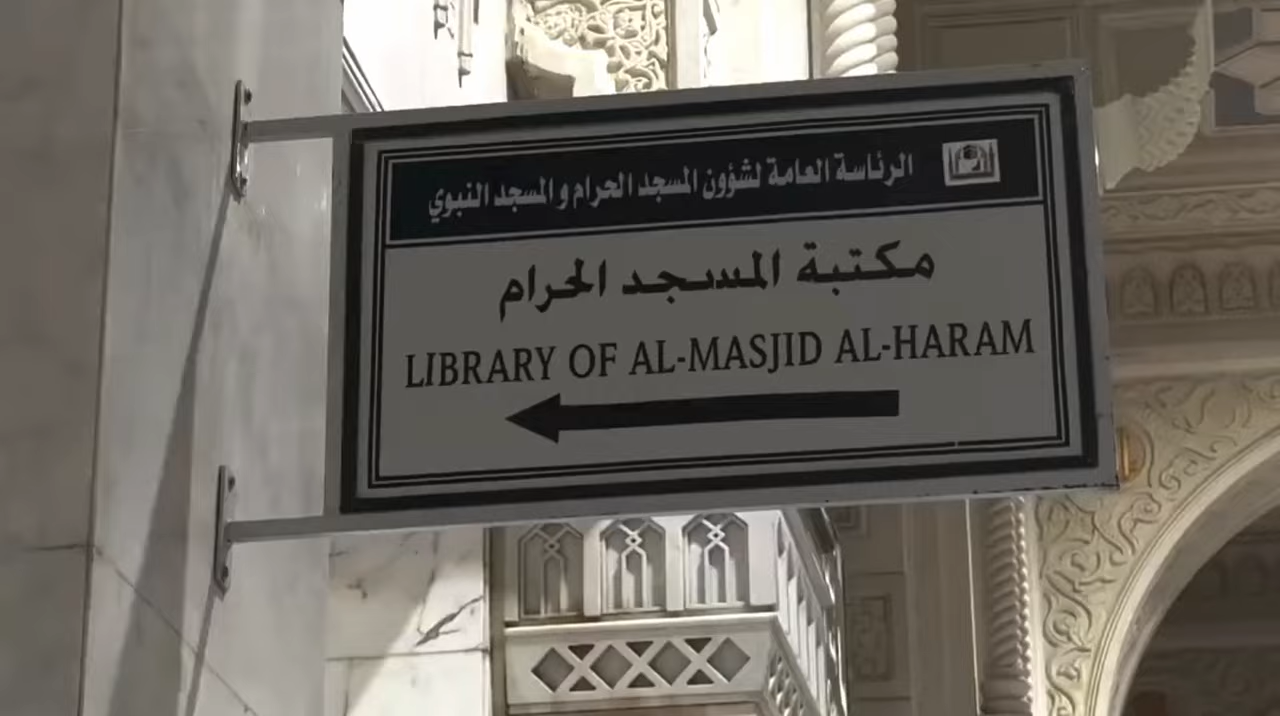 الرئاسة العامة لشؤون المسجد الحرام و المسجد النبوي
مكتبة المسجد الحرام
LIBRARY OF AL-MASJID AL-HARAM